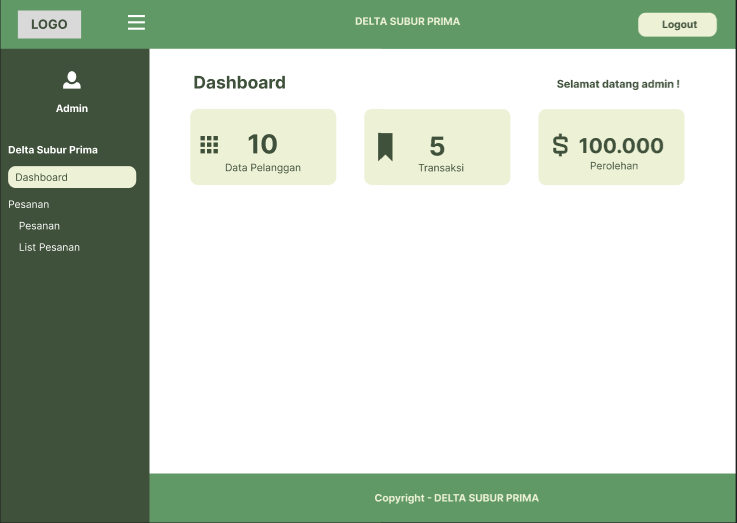 LOGO
DELTA SUBUR PRIMA
Logout
Admin
Delta Subur Prima
Dashboard
Pesanan
Pesanan
List Pesanan
Dashboard
Selamat datang admin !
10
Data Pelanggan
5
Transaksi
$ 100.000
Perolehan
Copyright - DELTA SUBUR PRIMA